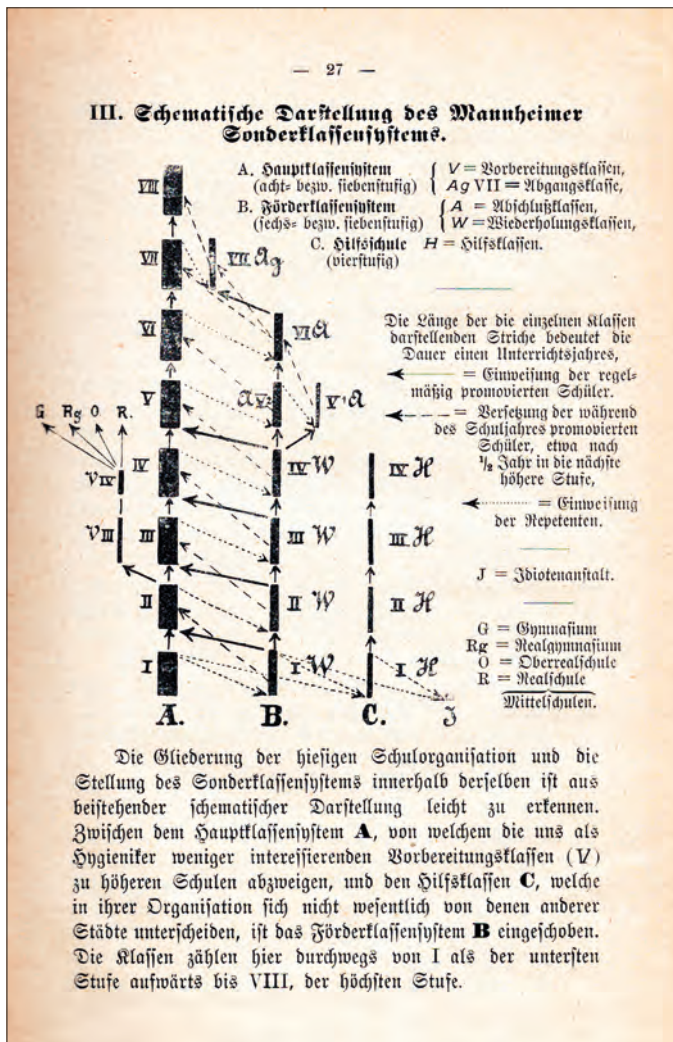 — 27 —
III. Schematische Darstellung des Mannheimer
Sonderklassensystems.
A. Hauptklassensystem
(acht- bezw. siebenstufig)
V = Vorbereitungsklassen,
Ag VII = Abgangsklasse,
B. Förderklassensystem
(sechs- bezw. siebenstufig)
A = Abschlußklassen,
W = Wiederholungsklassen,
C. Hilfsschule H = Hilfsklassen.
(vierstufig)
VIII
VII
VII Ag
VI
VI A
V
A V
V A
G Rg O R.
IV
V IV
IV W
IV H
V III
III
III W
III H
II
II W
II H
I
I W
I H
A. B. C. J
Die Länge der die einzelnen Klassen
darstellenden Striche bedeutet die
Dauer einen Unterrichtsjahres,
= Einweisung der regel-
mäßig promovierten Schüler.
= Versetzung der während
des Schuljahres promovierten
Schüler, etwa nach
1/2 Jahr in die nächste
höhere Stufe,
= Einweisung
der Repetenten.
J = Idiotenanstalt.
G = Gymnasium
Rg = Realgymnasium
O = Oberrealschule
R = Realschule
Mittelschulen.
Die Gliederung der hiesigen Schulorganisation und die
Stellung des Sonderklassensystems innerhalb derselben ist aus
beistehender schematischer Darstellung leicht zu erkennen.
Zwischen dem Hauptklassensystem A, von welchem die uns als
Hygieniker weniger interessierenden Vorbereitungsklassen (V)
zu höheren Schulen abzweigen, und den Hilfsklassen C, welche
in ihrer Organisation sich nicht wesentlich von denen anderer
Städte unterscheiden, ist das Förderklassensystem B eingeschoben.
Die Klassen zählen hier durchwegs von I als der untersten
Stufe aufwärts bis VIII, der höchsten Stufe.